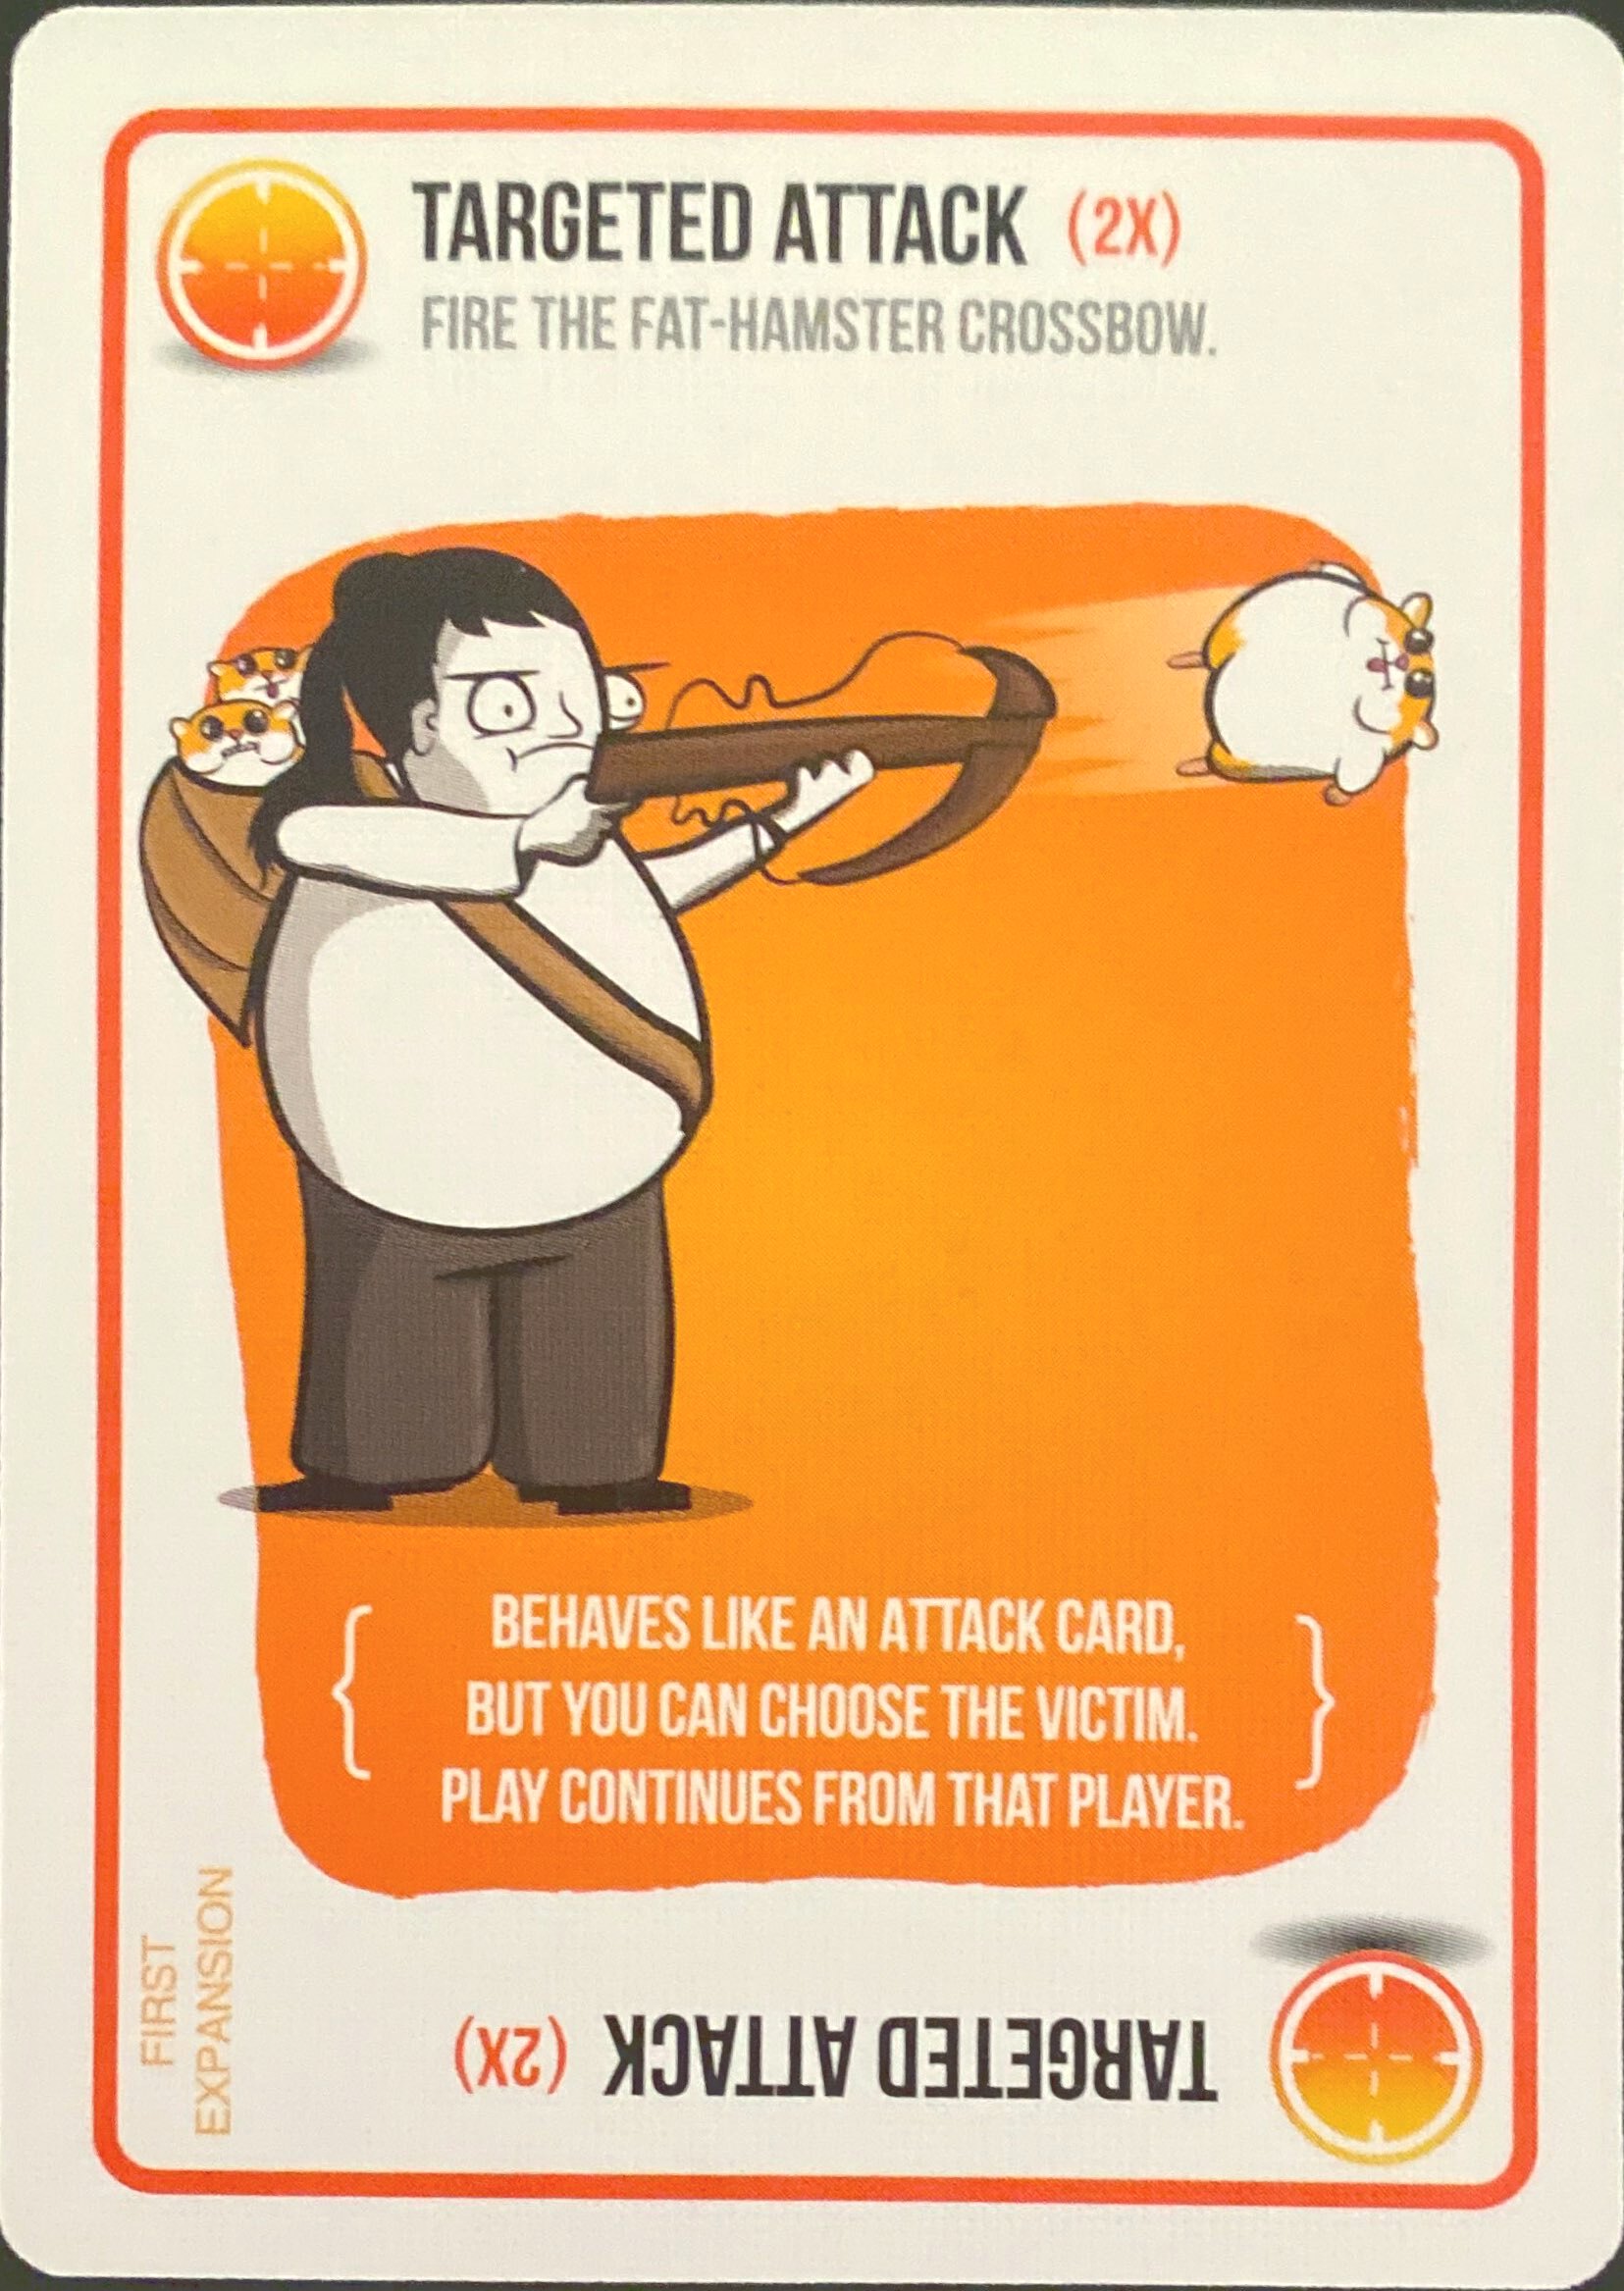 TARGETED ATTACK (2X)
FIRE THE FAT-HAMSTER CROSSBOW.
BEHAVES LIKE AN ATTACK CARD,
BUT YOU CAN CHOOSE THE VICTIM.
PLAY CONTINUES FROM THAT PLAYER.
FIRST
EXPANSION
TARGETED ATTACK (2X)